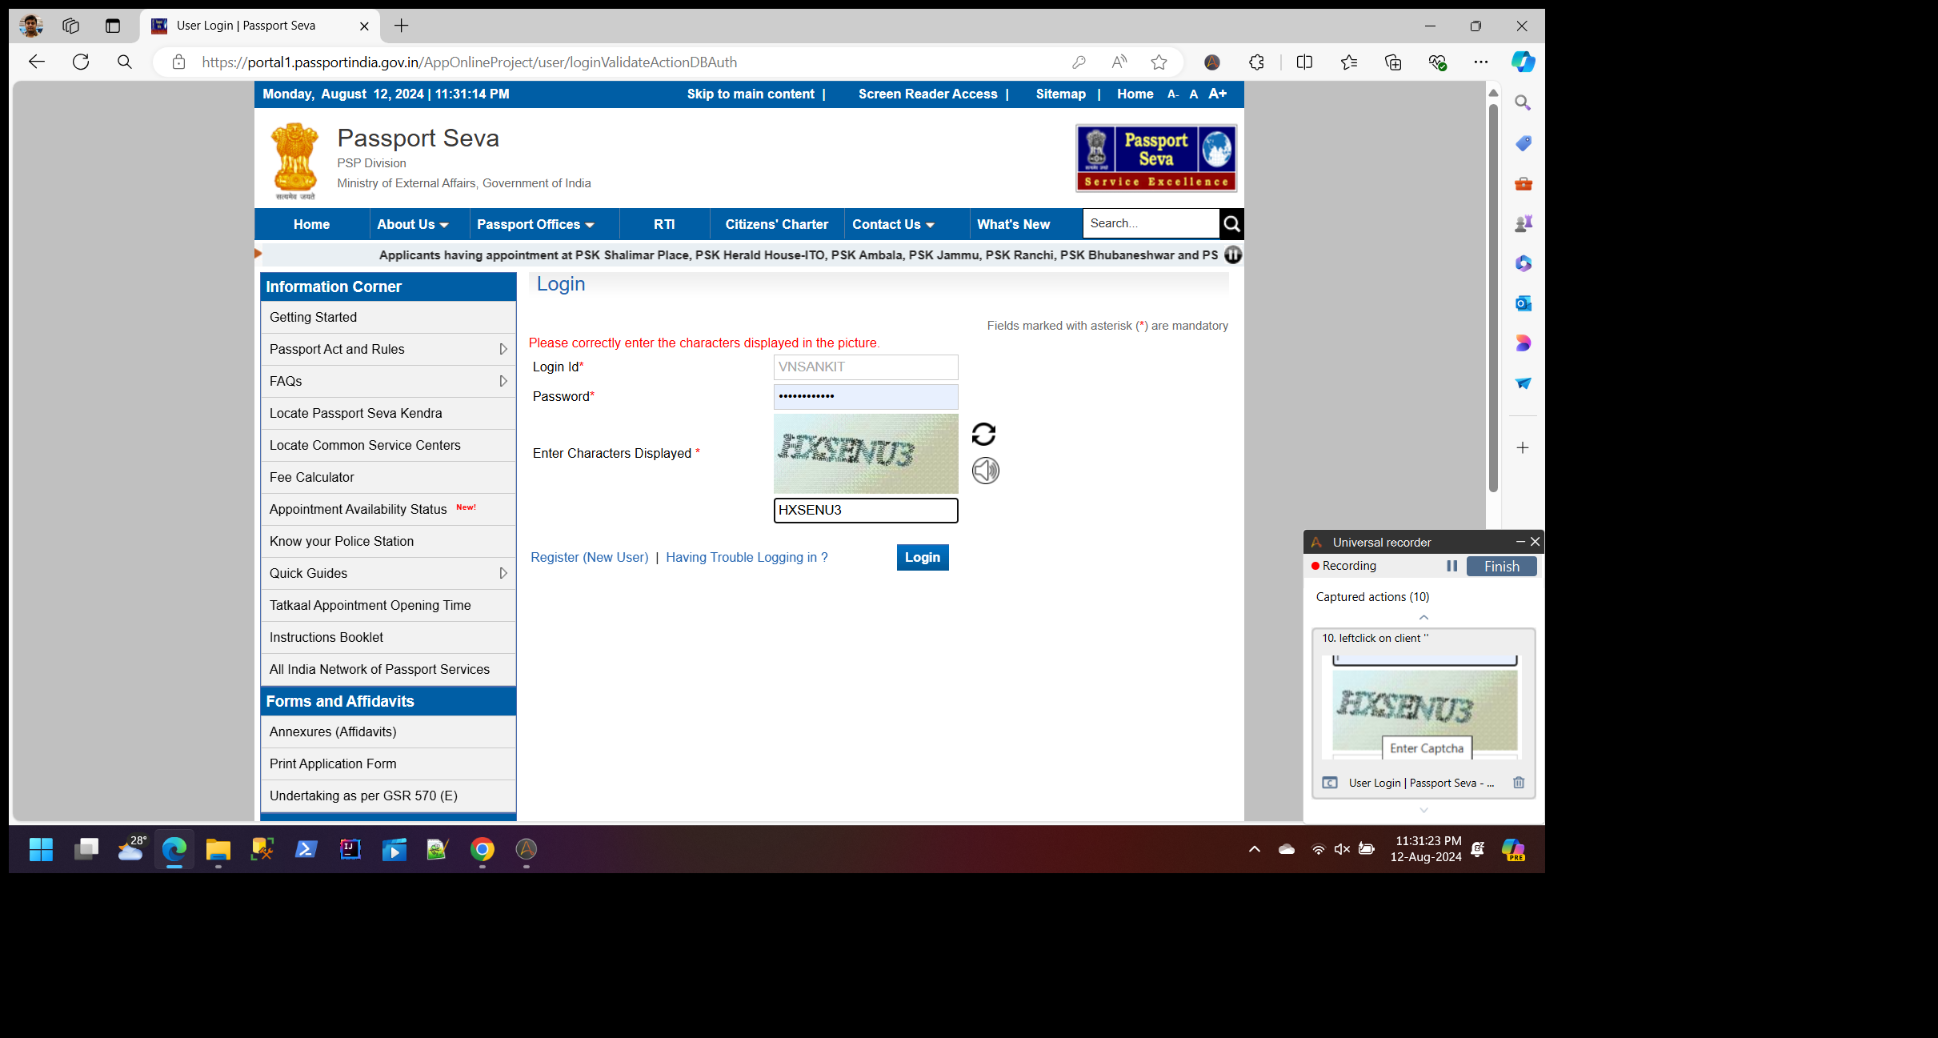 User Login | Passport Seva
https://portal1.passportindia.gov.in/AppOnlineProject/user/loginValidateActionDBAuth
Monday, August 12, 2024 | 11:31:14 PM
Skip to main content |
Screen Reader Access |
Sitemap |
Home
A- A A+
Passport Seva
PSP Division
Ministry of External Affairs, Government of India
सत्यमेव जयते
Passport
Seva
Service Excellence
Home
About Us
Passport Offices
RTI
Citizens' Charter
Contact Us
What's New
Search...
Applicants having appointment at PSK Shalimar Place, PSK Herald House-ITO, PSK Ambala, PSK Jammu, PSK Ranchi, PSK Bhubaneshwar and PS
Information Corner
Getting Started
Passport Act and Rules
FAQs
Locate Passport Seva Kendra
Locate Common Service Centers
Fee Calculator
Appointment Availability Status New!
Know your Police Station
Quick Guides
Tatkaal Appointment Opening Time
Instructions Booklet
All India Network of Passport Services
Forms and Affidavits
Annexures (Affidavits)
Print Application Form
Undertaking as per GSR 570 (E)
Login
Fields marked with asterisk (*) are mandatory
Please correctly enter the characters displayed in the picture.
Login Id*
VNSANKIT
Password*
••••••••••••
Enter Characters Displayed *
HXSENU3
HXSENU3
Register (New User) | Having Trouble Logging in ?
Login
Universal recorder
Recording
Finish
Captured actions (10)
10. leftclick on client ''
HXSENU3
Enter Captcha
User Login | Passport Seva - ...
28°
11:31:23 PM
12-Aug-2024
PRE